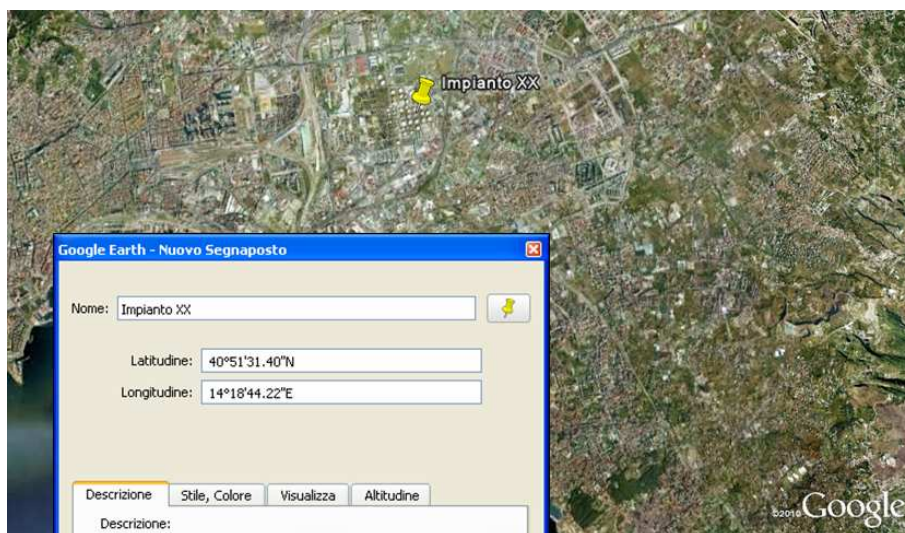 Impianto XX
Google Earth - Nuovo Segnaposto
Nome: Impianto XX
Latitudine: 40°51'31.40"N
Longitudine: 14°18'44.22"E
Descrizione Stile, Colore Visualizza Altitudine
Descrizione:
©2010 Google